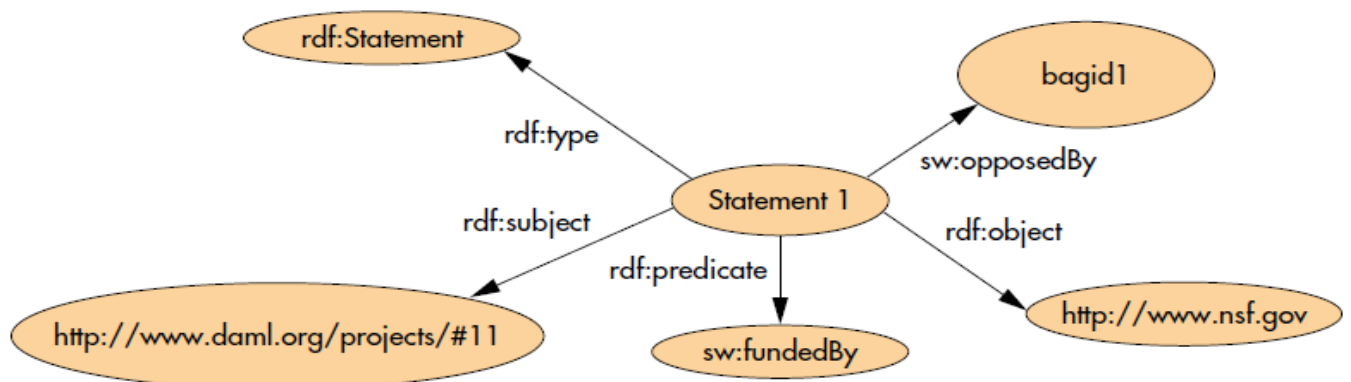 rdf:Statement
bagid1
rdf:type
sw:opposedBy
Statement 1
rdf:subject
rdf:object
rdf:predicate
http://www.daml.org/projects/#11
http://www.nsf.gov
sw:fundedBy